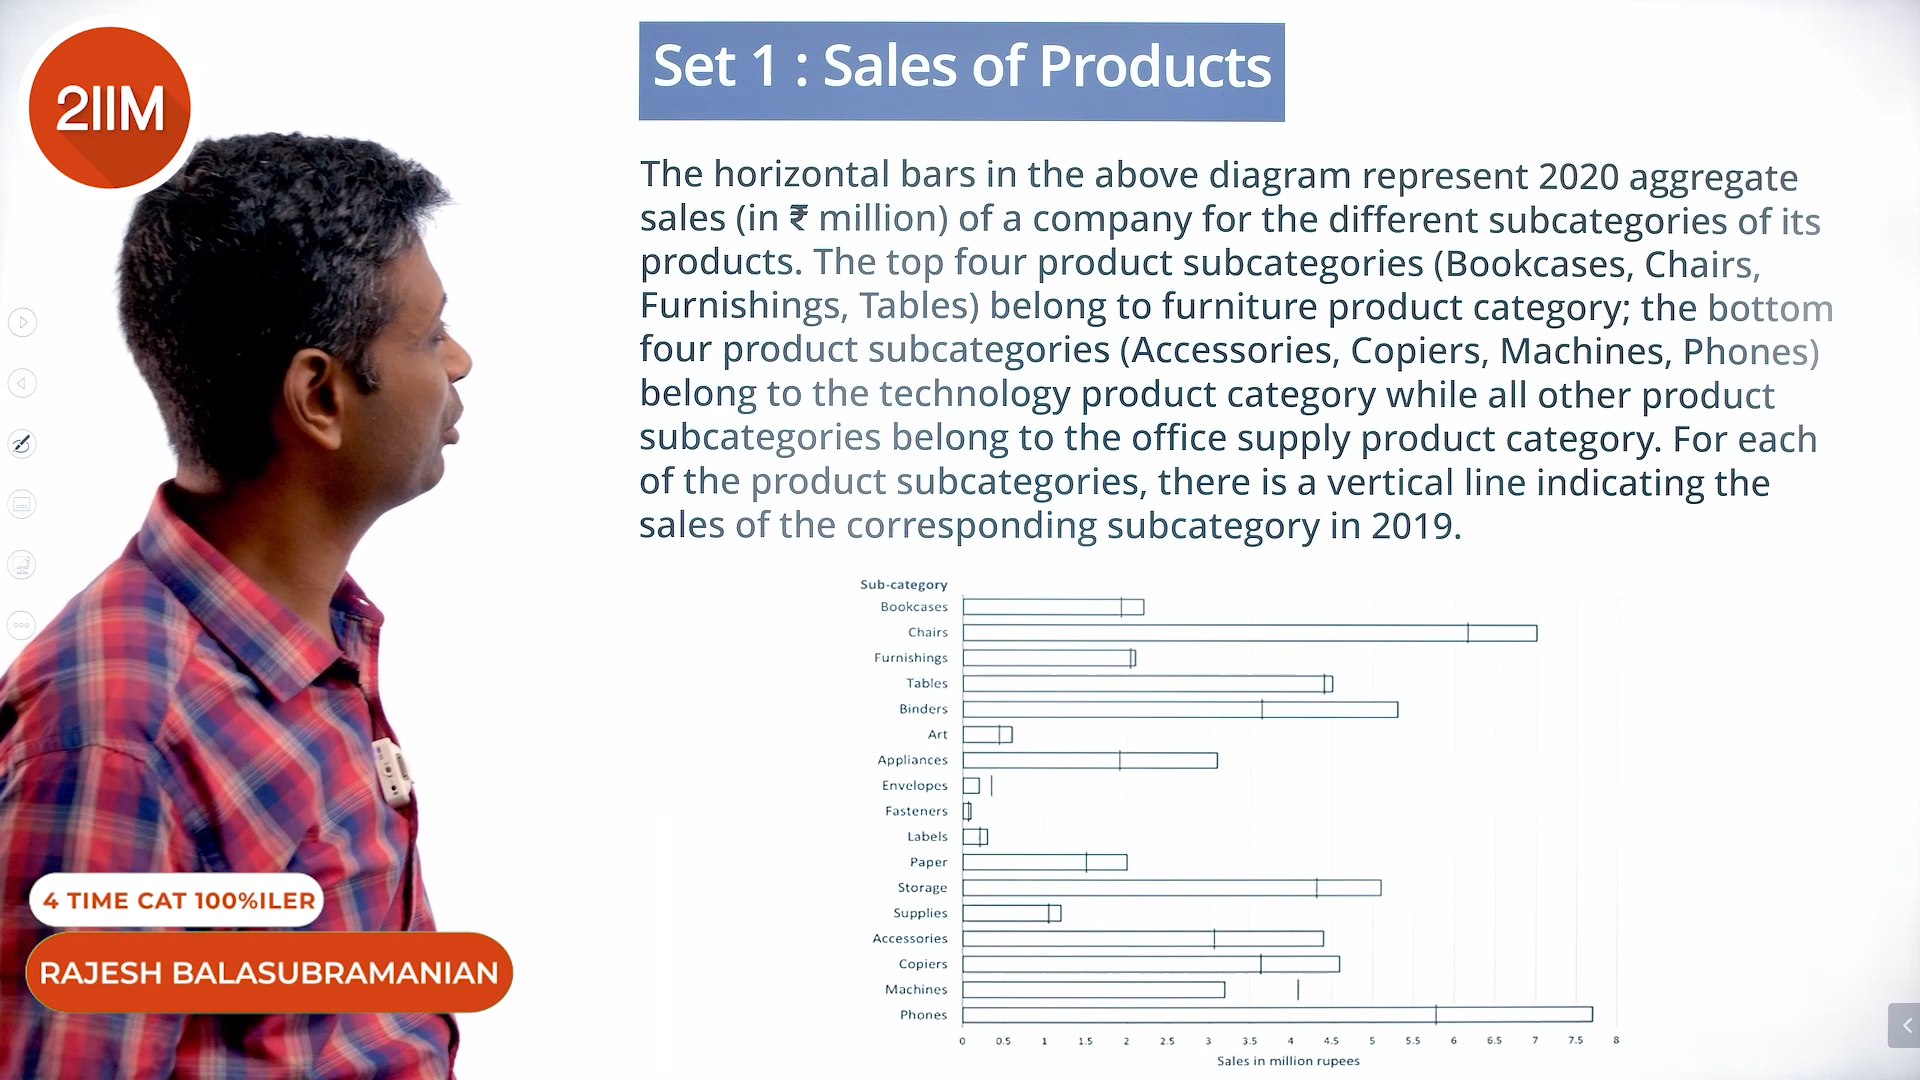 2IIM
Set 1 : Sales of Products
The horizontal bars in the above diagram represent 2020 aggregate
sales (in ₹ million) of a company for the different subcategories of its
products. The top four product subcategories (Bookcases, Chairs,
Furnishings, Tables) belong to furniture product category; the bottom
four product subcategories (Accessories, Copiers, Machines, Phones)
belong to the technology product category while all other product
subcategories belong to the office supply product category. For each
of the product subcategories, there is a vertical line indicating the
sales of the corresponding subcategory in 2019.
Sub-category
Bookcases
Chairs
Furnishings
Tables
Binders
Art
Appliances
Envelopes
Fasteners
Labels
Paper
Storage
Supplies
Accessories
Copiers
Machines
Phones
0 0.5 1 1.5 2 2.5 3 3.5 4 4.5 5 5.5 6 6.5 7 7.5 8
Sales in million rupees
4 TIME CAT 100%ILER
RAJESH BALASUBRAMANIAN